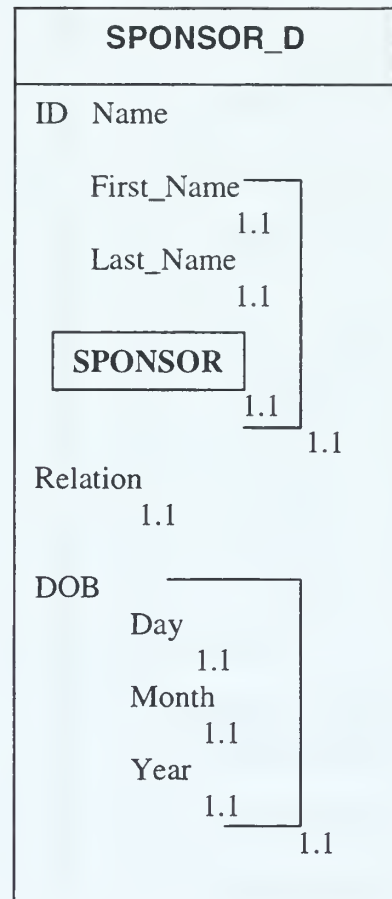 SPONSOR_D
ID Name
First_Name
1.1
Last_Name
1.1
SPONSOR
1.1
1.1
Relation
1.1
DOB
Day
1.1
Month
1.1
Year
1.1
1.1